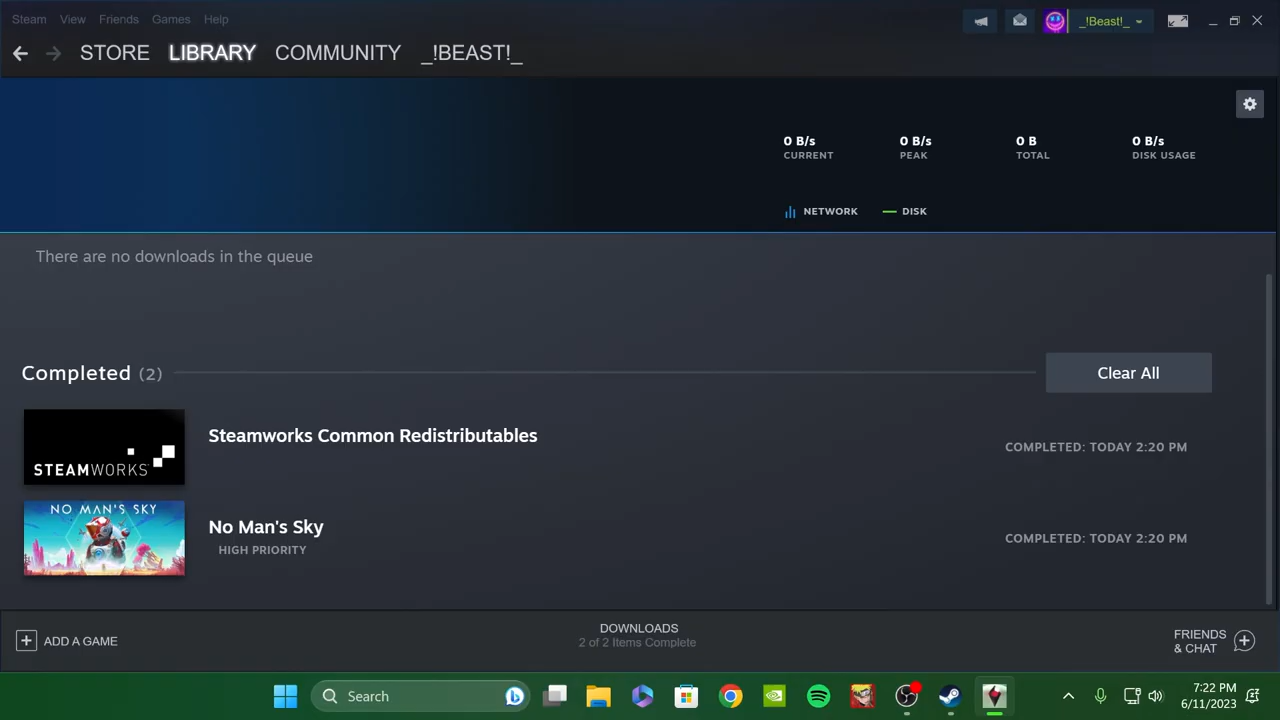 Steam View Friends Games Help
_!Beast!_
STORE LIBRARY COMMUNITY _!BEAST!_
0 B/s 0 B/s 0 B 0 B/s
CURRENT PEAK TOTAL DISK USAGE
NETWORK DISK
There are no downloads in the queue
Completed (2)
Clear All
STEAMWORKS
Steamworks Common Redistributables
COMPLETED: TODAY 2:20 PM
NO MAN'S SKY
No Man's Sky
HIGH PRIORITY
COMPLETED: TODAY 2:20 PM
ADD A GAME
DOWNLOADS
2 of 2 Items Complete
FRIENDS
& CHAT
Search
7:22 PM
6/11/2023